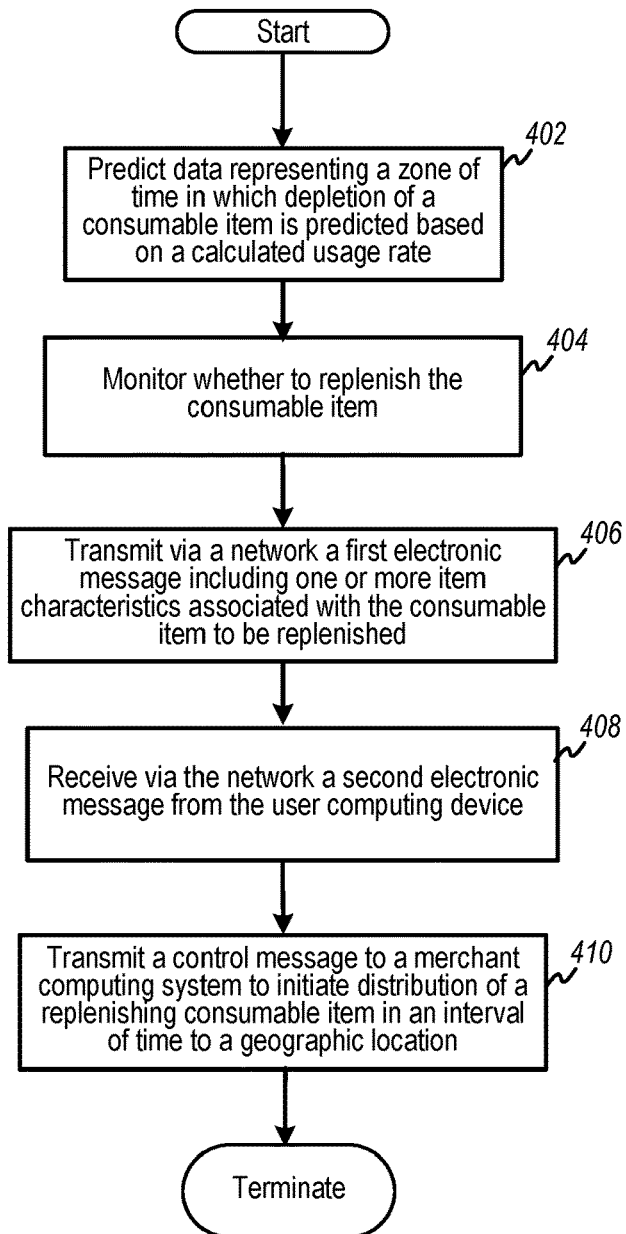 Start
402
Predict data representing a zone of
time in which depletion of a
consumable item is predicted based
on a calculated usage rate
404
Monitor whether to replenish the
consumable item
406
Transmit via a network a first electronic
message including one or more item
characteristics associated with the consumable
item to be replenished
408
Receive via the network a second electronic
message from the user computing device
410
Transmit a control message to a merchant
computing system to initiate distribution of a
replenishing consumable item in an interval
of time to a geographic location
Terminate